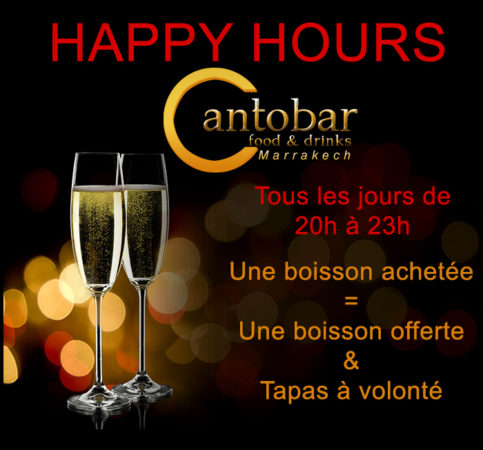 HAPPY HOURS
Cantobar
food & drinks
Marrakech
Tous les jours de
20h à 23h
Une boisson achetée
=
Une boisson offerte
&
Tapas à volonté